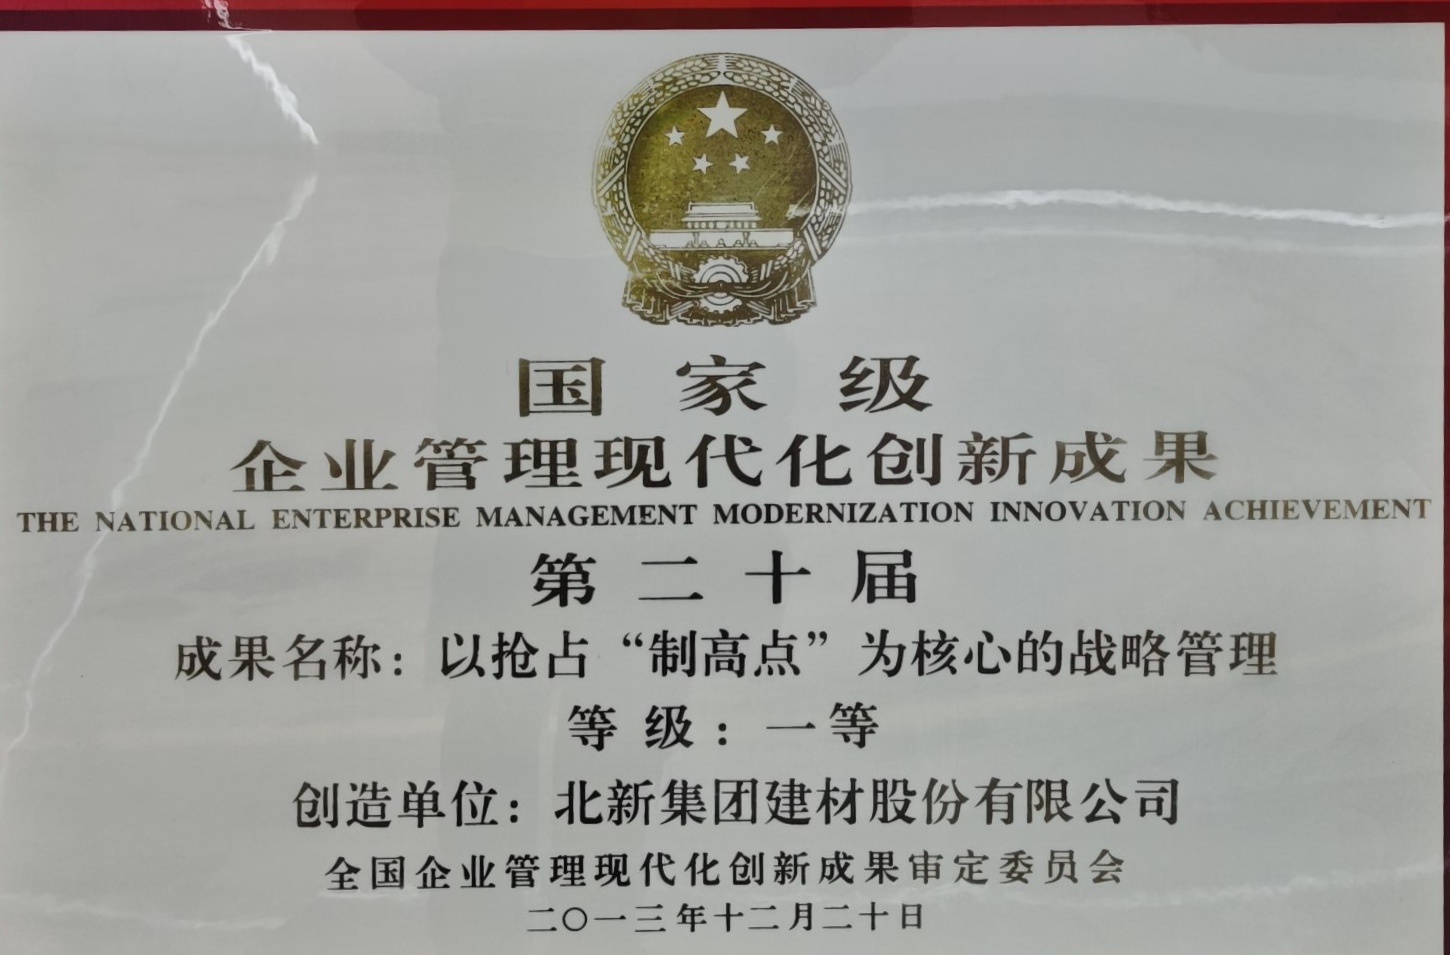 国家级
企业管理现代化创新成果
THE NATIONAL ENTERPRISE MANAGEMENT MODERNIZATION INNOVATION ACHIEVEMENT
第二十届
成果名称：以抢占“制高点”为核心的战略管理
等级：一等
创造单位：北新集团建材股份有限公司
全国企业管理现代化创新成果审定委员会
二〇一三年十二月二十日